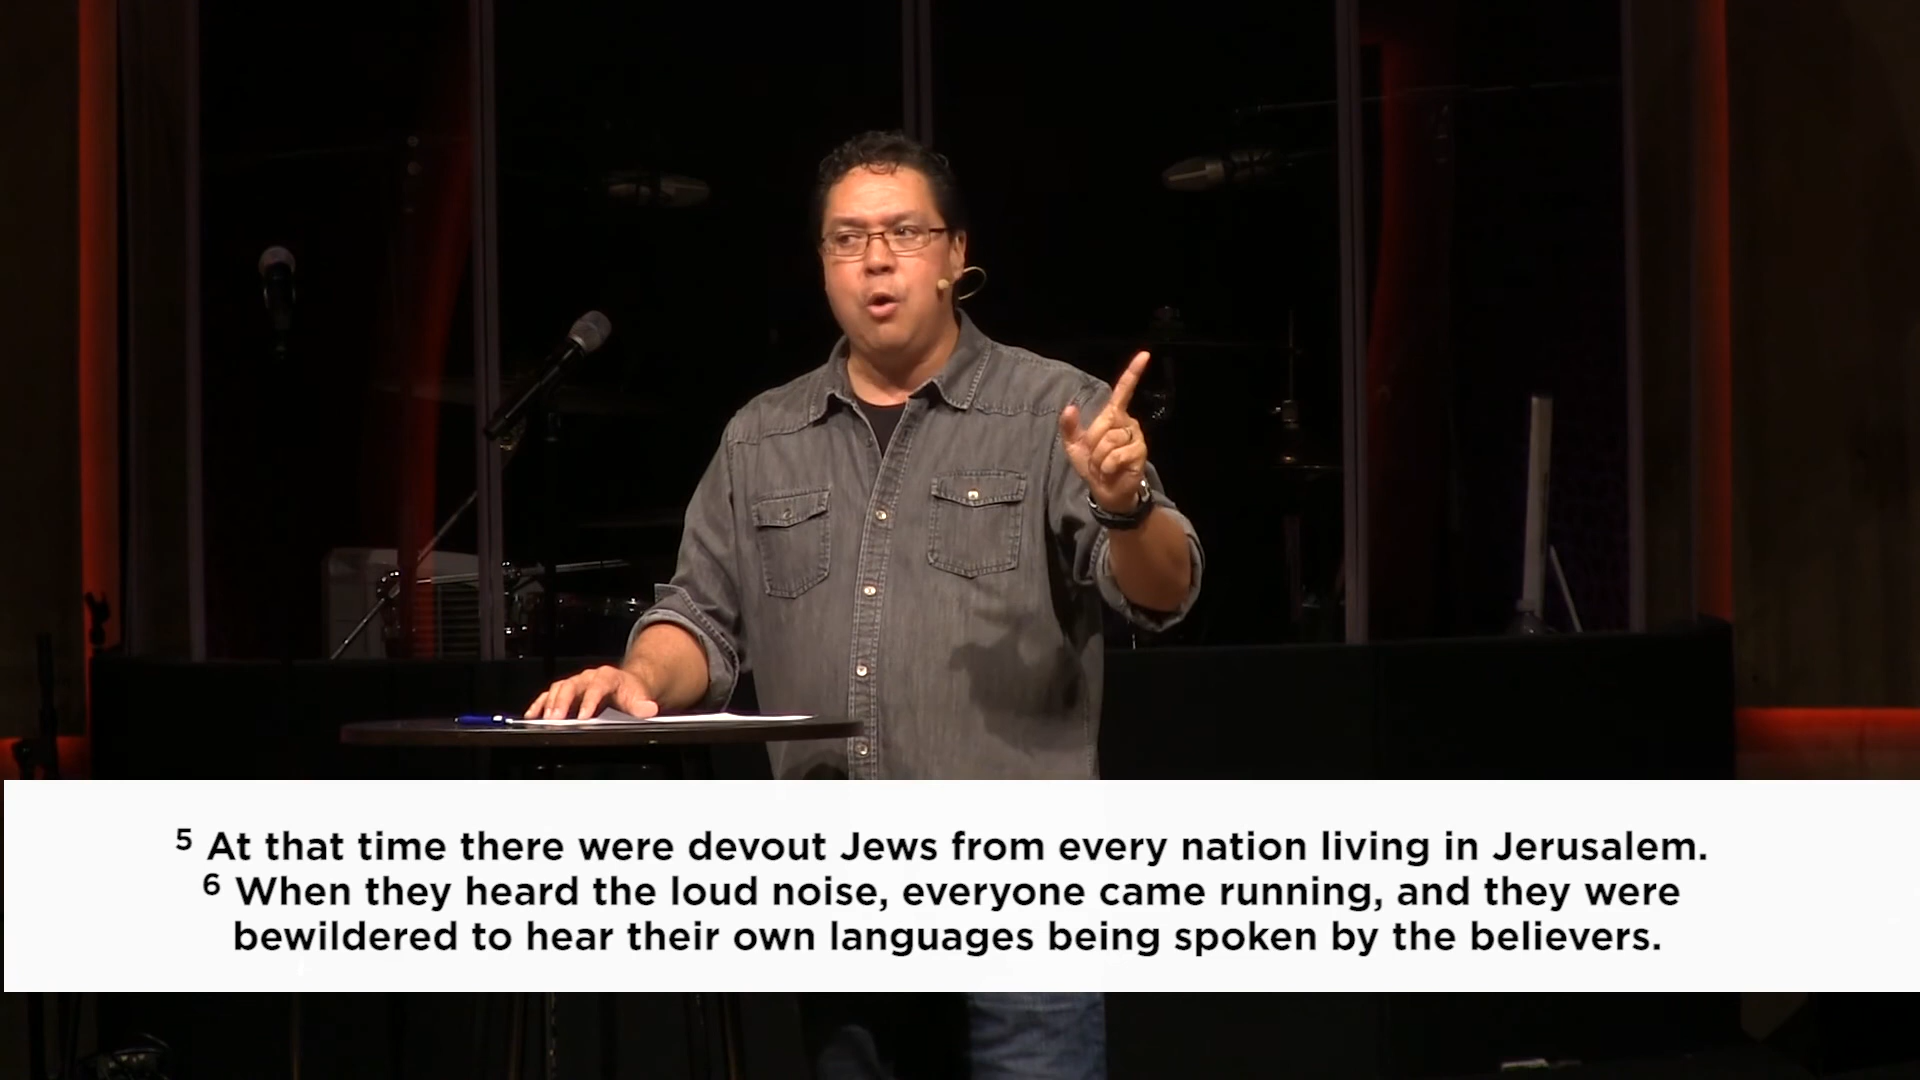 5 At that time there were devout Jews from every nation living in Jerusalem.
6 When they heard the loud noise, everyone came running, and they were
bewildered to hear their own languages being spoken by the believers.